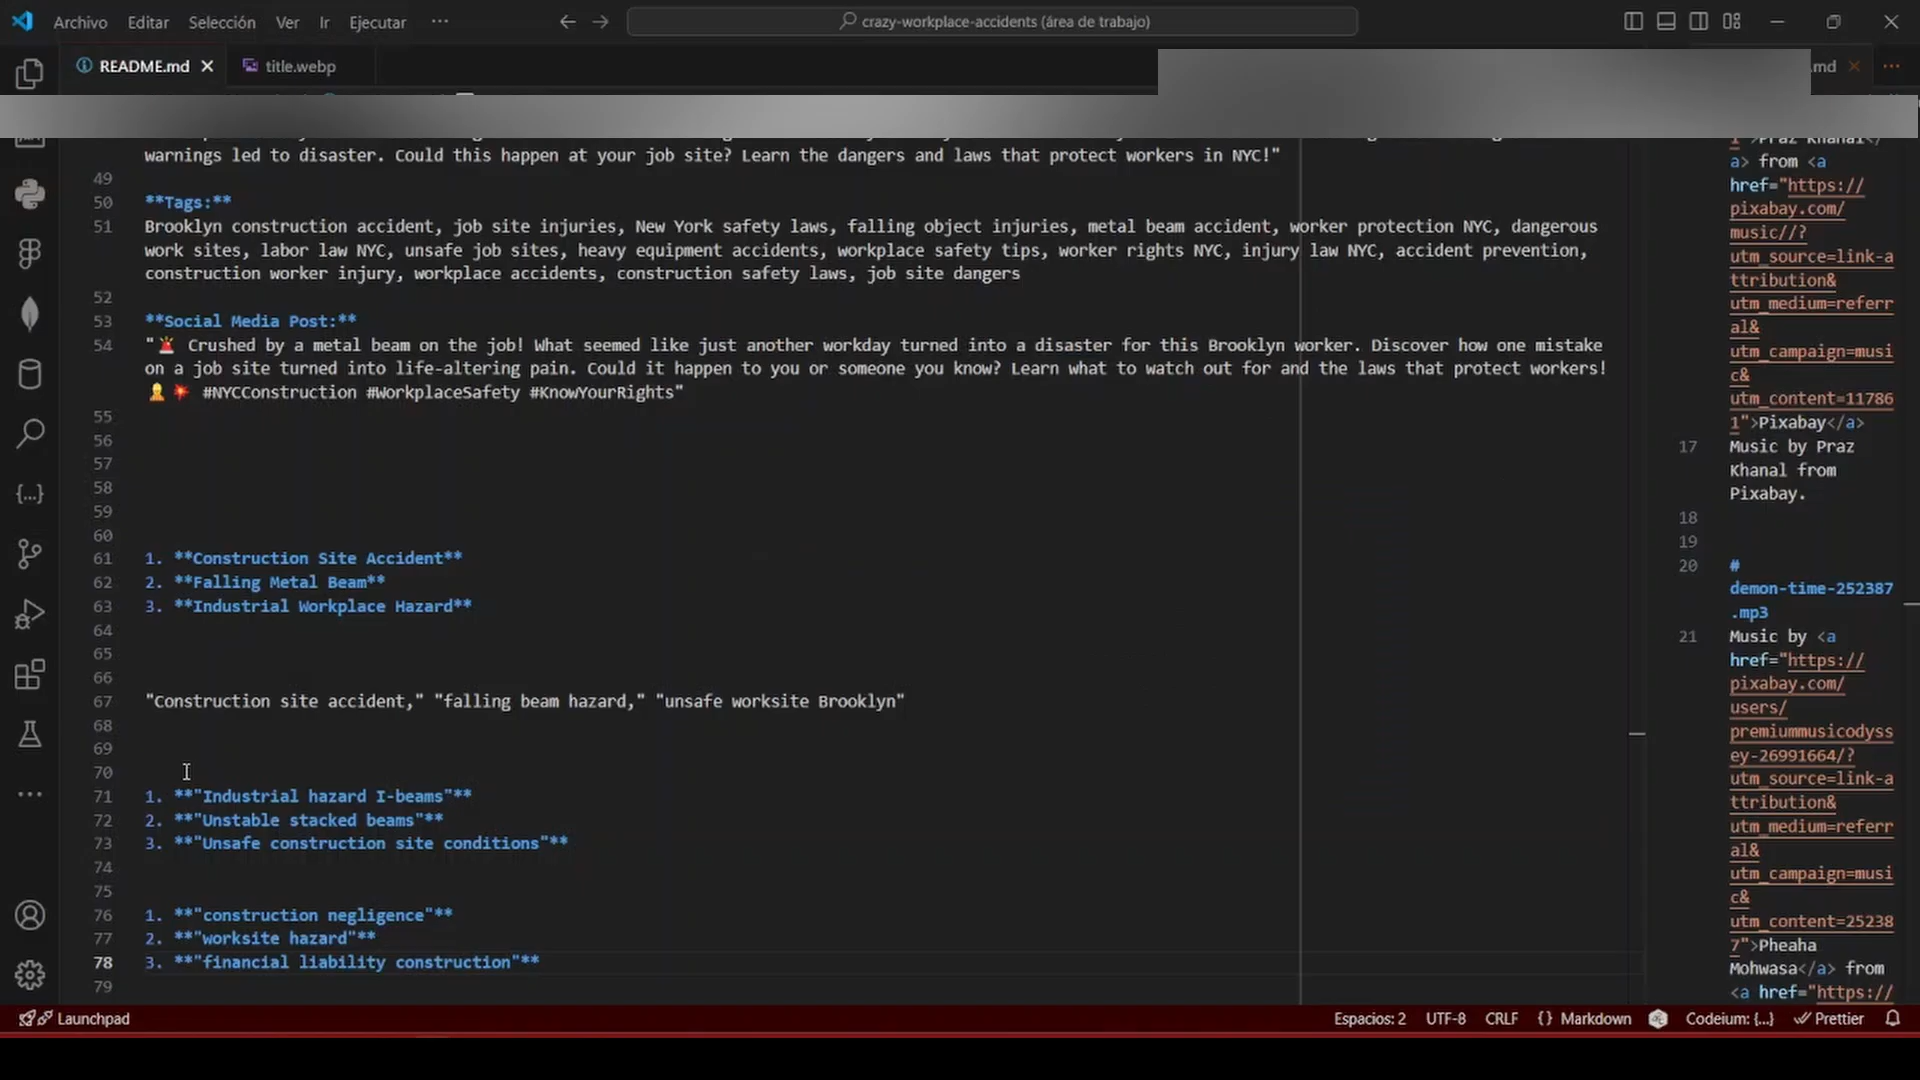 Archivo Editar Selección Ver Ir Ejecutar ··· crazy-workplace-accidents (área de trabajo)
README.md title.webp .md
warnings led to disaster. Could this happen at your job site? Learn the dangers and laws that protect workers in NYC!"
49
50 **Tags:**
51 Brooklyn construction accident, job site injuries, New York safety laws, falling object injuries, metal beam accident, worker protection NYC, dangerous
work sites, labor law NYC, unsafe job sites, heavy equipment accidents, workplace safety tips, worker rights NYC, injury law NYC, accident prevention,
construction worker injury, workplace accidents, construction safety laws, job site dangers
52
53 **Social Media Post:**
54 "🚨 Crushed by a metal beam on the job! What seemed like just another workday turned into a disaster for this Brooklyn worker. Discover how one mistake
on a job site turned into life-altering pain. Could it happen to you or someone you know? Learn what to watch out for and the laws that protect workers!
#NYCConstruction #WorkplaceSafety #KnowYourRights"
55
56
57
58
59
60
61 1. **Construction Site Accident**
62 2. **Falling Metal Beam**
63 3. **Industrial Workplace Hazard**
64
65
66
67 "Construction site accident," "falling beam hazard," "unsafe worksite Brooklyn"
68
69
70
71 1. **"Industrial hazard I-beams"**
72 2. **"Unstable stacked beams"**
73 3. **"Unsafe construction site conditions"**
74
75
76 1. **"construction negligence"**
77 2. **"worksite hazard"**
78 3. **"financial liability construction"**
79
1">Praz Khanal</
a> from <a
href="https://
pixabay.com/
music//?
utm_source=link-a
ttribution&
utm_medium=referr
al&
utm_campaign=musi
c&
utm_content=11786
1">Pixabay</a>
17 Music by Praz
Khanal from
Pixabay.
18
19
20 #
demon-time-252387
.mp3
21 Music by <a
href="https://
pixabay.com/
users/
premiummusicodyss
ey-26991664/?
utm_source=link-a
ttribution&
utm_medium=referr
al&
utm_campaign=musi
c&
utm_content=25238
7">Pheaha
Mohwasa</a> from
<a href="https://
Launchpad Espacios: 2 UTF-8 CRLF {} Markdown Codeium: {...} Prettier